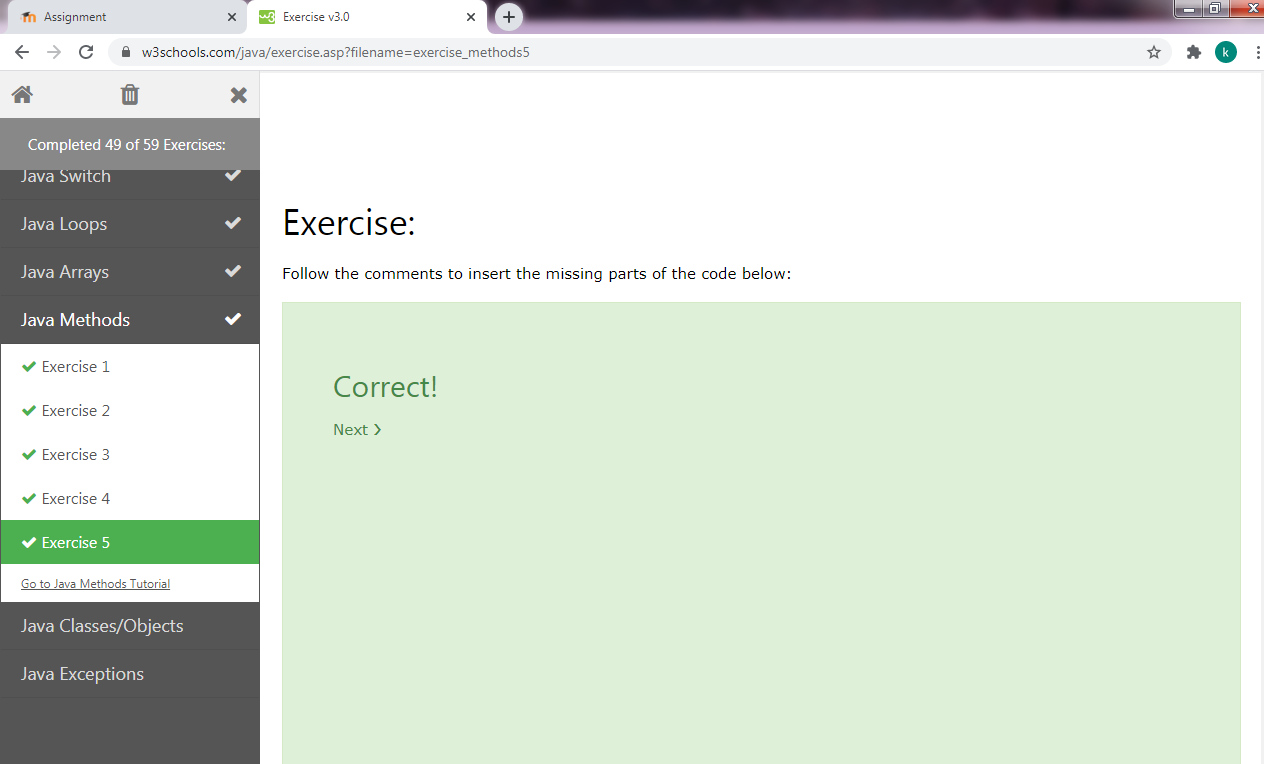 Assignment
Exercise v3.0
w3schools.com/java/exercise.asp?filename=exercise_methods5
k
Completed 49 of 59 Exercises:
Java Switch
Java Loops
Java Arrays
Java Methods
Exercise 1
Exercise 2
Exercise 3
Exercise 4
Exercise 5
Go to Java Methods Tutorial
Java Classes/Objects
Java Exceptions
Exercise:
Follow the comments to insert the missing parts of the code below:
Correct!
Next ❯